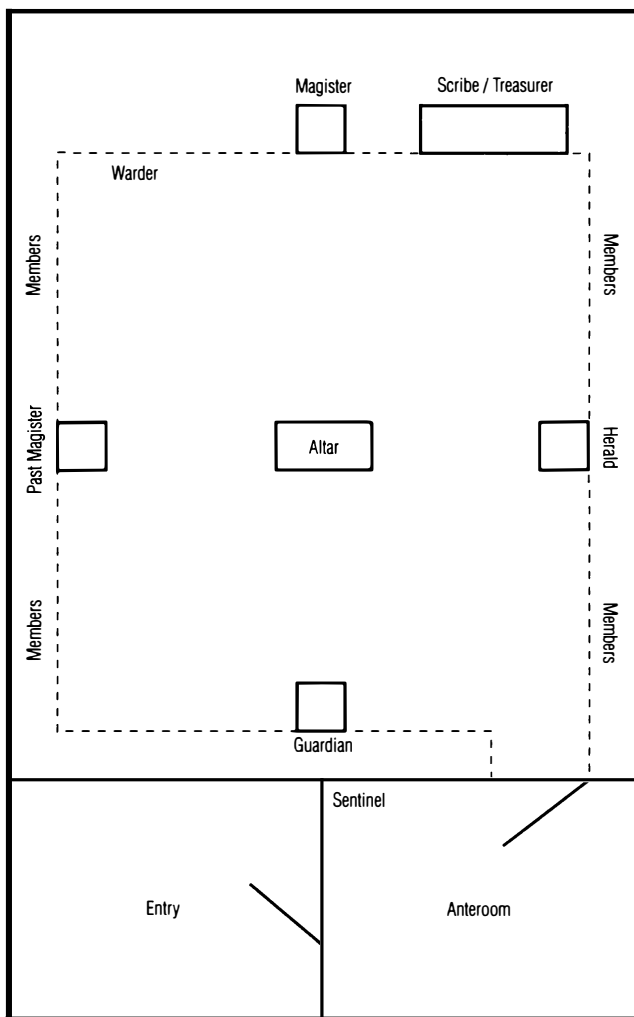 Magister
Scribe / Treasurer
Warder
Members
Members
Past Magister
Altar
Herald
Members
Members
Guardian
Sentinel
Entry
Anteroom